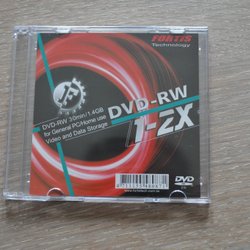 FORTIS
Technology
DVD-RW 30min/1.4GB
for General PC/Home use
Video and Data Storage
DVD-RW
1-2X
DVD